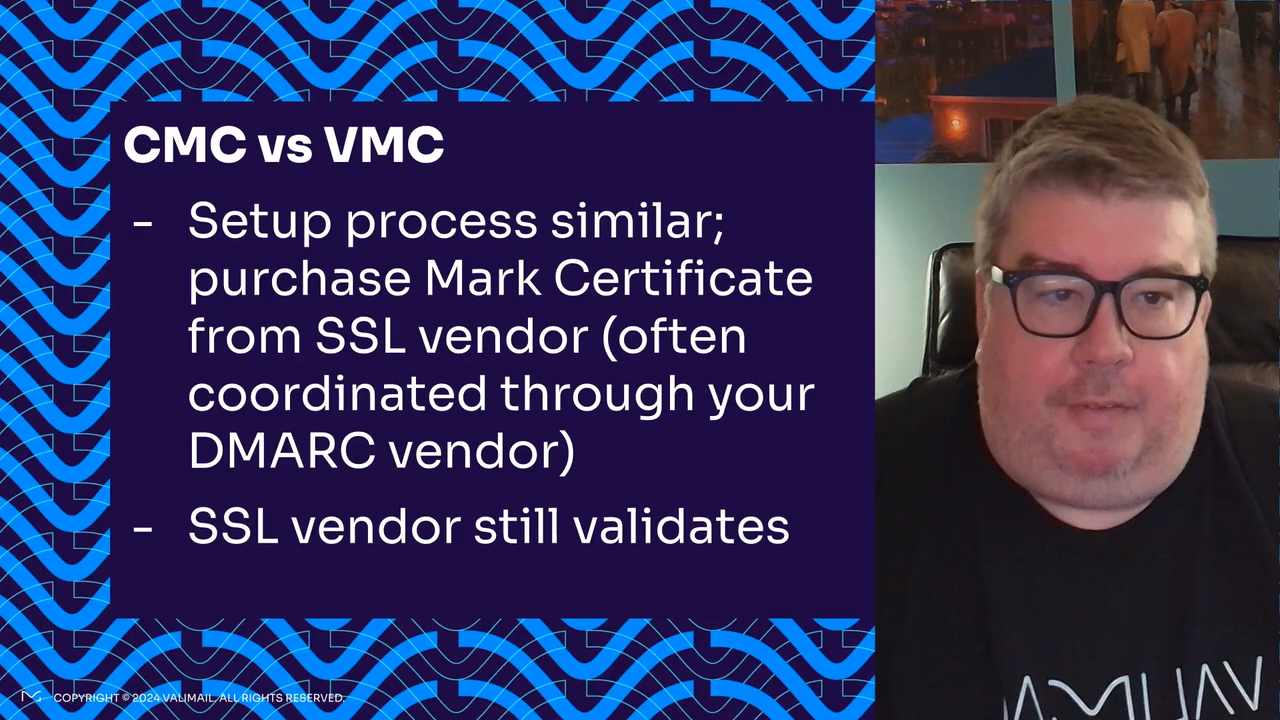 CMC vs VMC
- Setup process similar;
purchase Mark Certificate
from SSL vendor (often
coordinated through your
DMARC vendor)
- SSL vendor still validates
COPYRIGHT © 2024 VALIMAIL. ALL RIGHTS RESERVED.